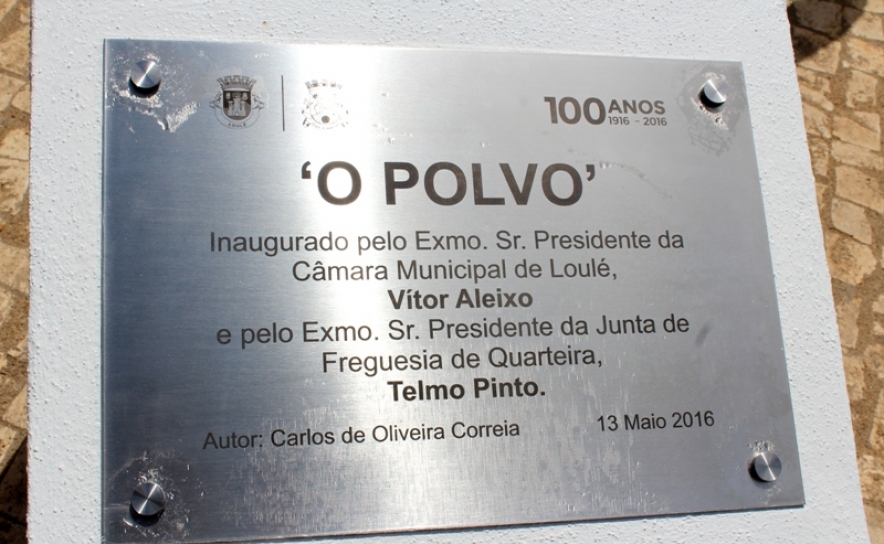 LOULÉ
100 ANOS
1916 - 2016
'O POLVO'
Inaugurado pelo Exmo. Sr. Presidente da
Câmara Municipal de Loulé,
Vítor Aleixo
e pelo Exmo. Sr. Presidente da Junta de
Freguesia de Quarteira,
Telmo Pinto.
Autor: Carlos de Oliveira Correia 13 Maio 2016